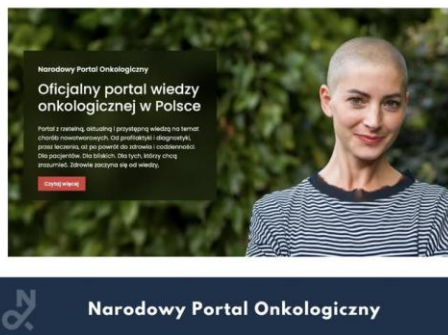 Narodowy Portal Onkologiczny
Oficjalny portal wiedzy
onkologicznej w Polsce
Portal z rzetelną, aktualną i przystępną wiedzą na temat
chorób nowotworowych. Od profilaktyki i diagnostyki,
przez leczenie, aż po powrót do zdrowia i codzienności.
Dla pacjentów. Dla bliskich. Dla tych, którzy chcą
zrozumieć. Zdrowie zaczyna się od wiedzy.
Czytaj więcej
Narodowy Portal Onkologiczny